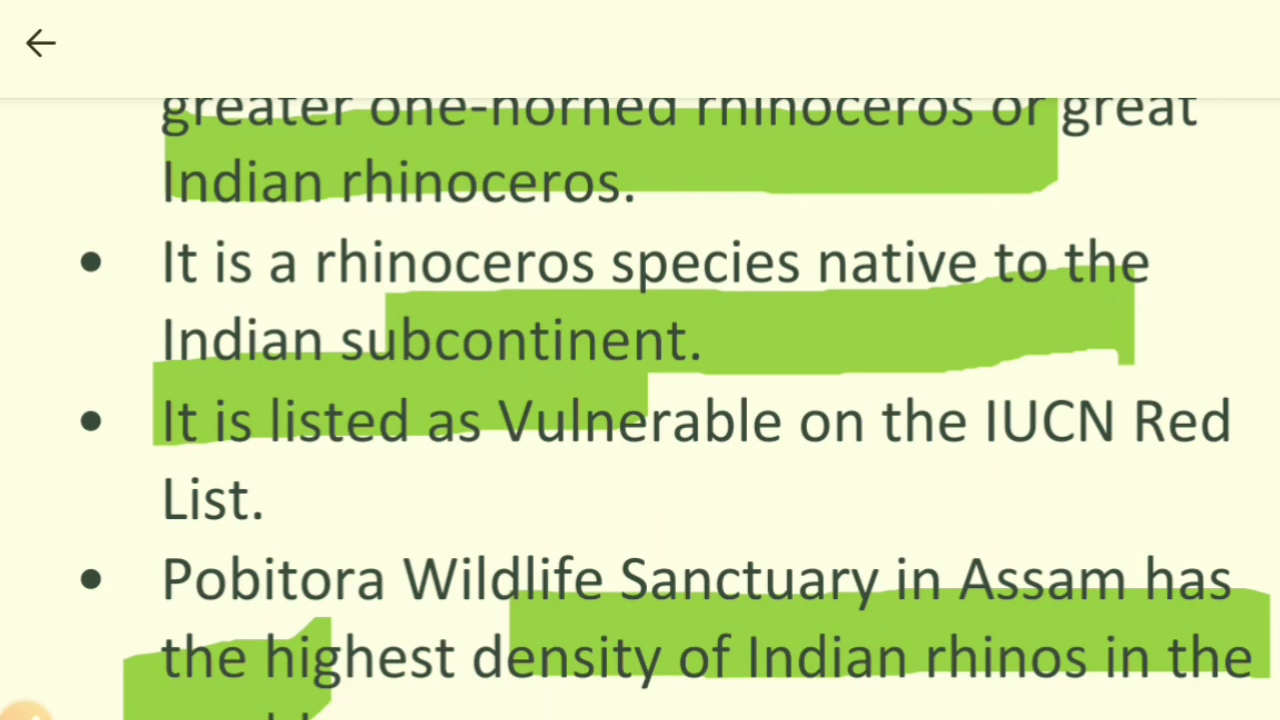 greater one-horned rhinoceros or great
Indian rhinoceros.
• It is a rhinoceros species native to the
Indian subcontinent.
• It is listed as Vulnerable on the IUCN Red
List.
• Pobitora Wildlife Sanctuary in Assam has
the highest density of Indian rhinos in the